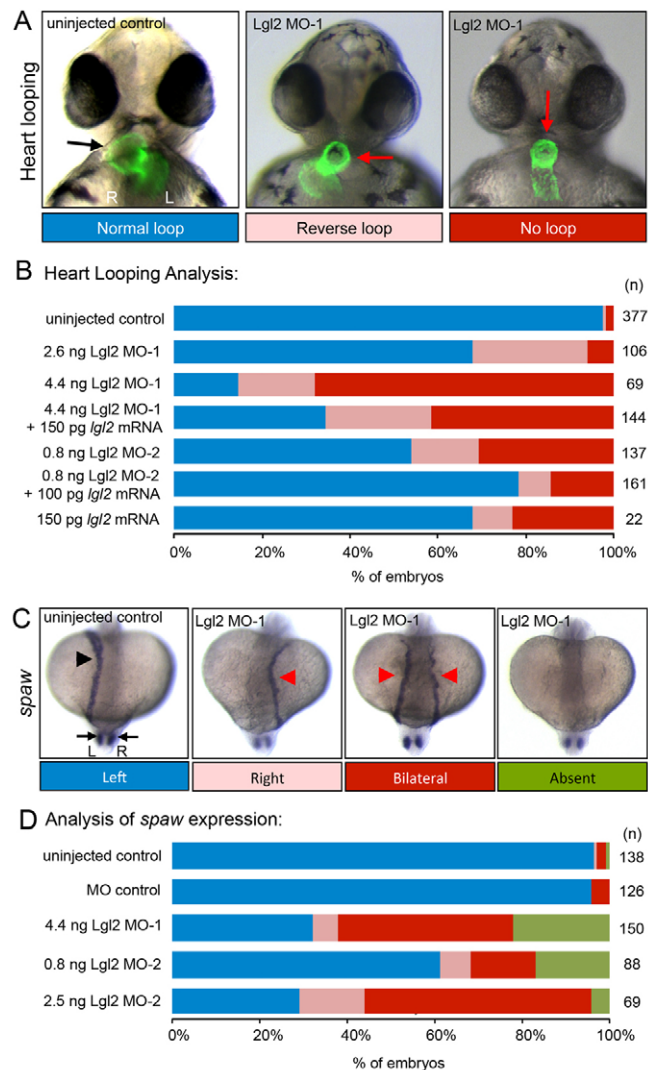 A
uninjected control
Lgl2 MO-1
Lgl2 MO-1
Heart looping
R
L
Normal loop
Reverse loop
No loop
B Heart Looping Analysis:
(n)
uninjected control 377
2.6 ng Lgl2 MO-1 106
4.4 ng Lgl2 MO-1 69
4.4 ng Lgl2 MO-1
+ 150 pg lgl2 mRNA 144
0.8 ng Lgl2 MO-2 137
0.8 ng Lgl2 MO-2
+ 100 pg lgl2 mRNA 161
150 pg lgl2 mRNA 22
0% 20% 40% 60% 80% 100%
% of embryos
C
uninjected control
Lgl2 MO-1
Lgl2 MO-1
Lgl2 MO-1
spaw
L R
Left
Right
Bilateral
Absent
D Analysis of spaw expression:
(n)
uninjected control 138
MO control 126
4.4 ng Lgl2 MO-1 150
0.8 ng Lgl2 MO-2 88
2.5 ng Lgl2 MO-2 69
0% 20% 40% 60% 80% 100%
% of embryos